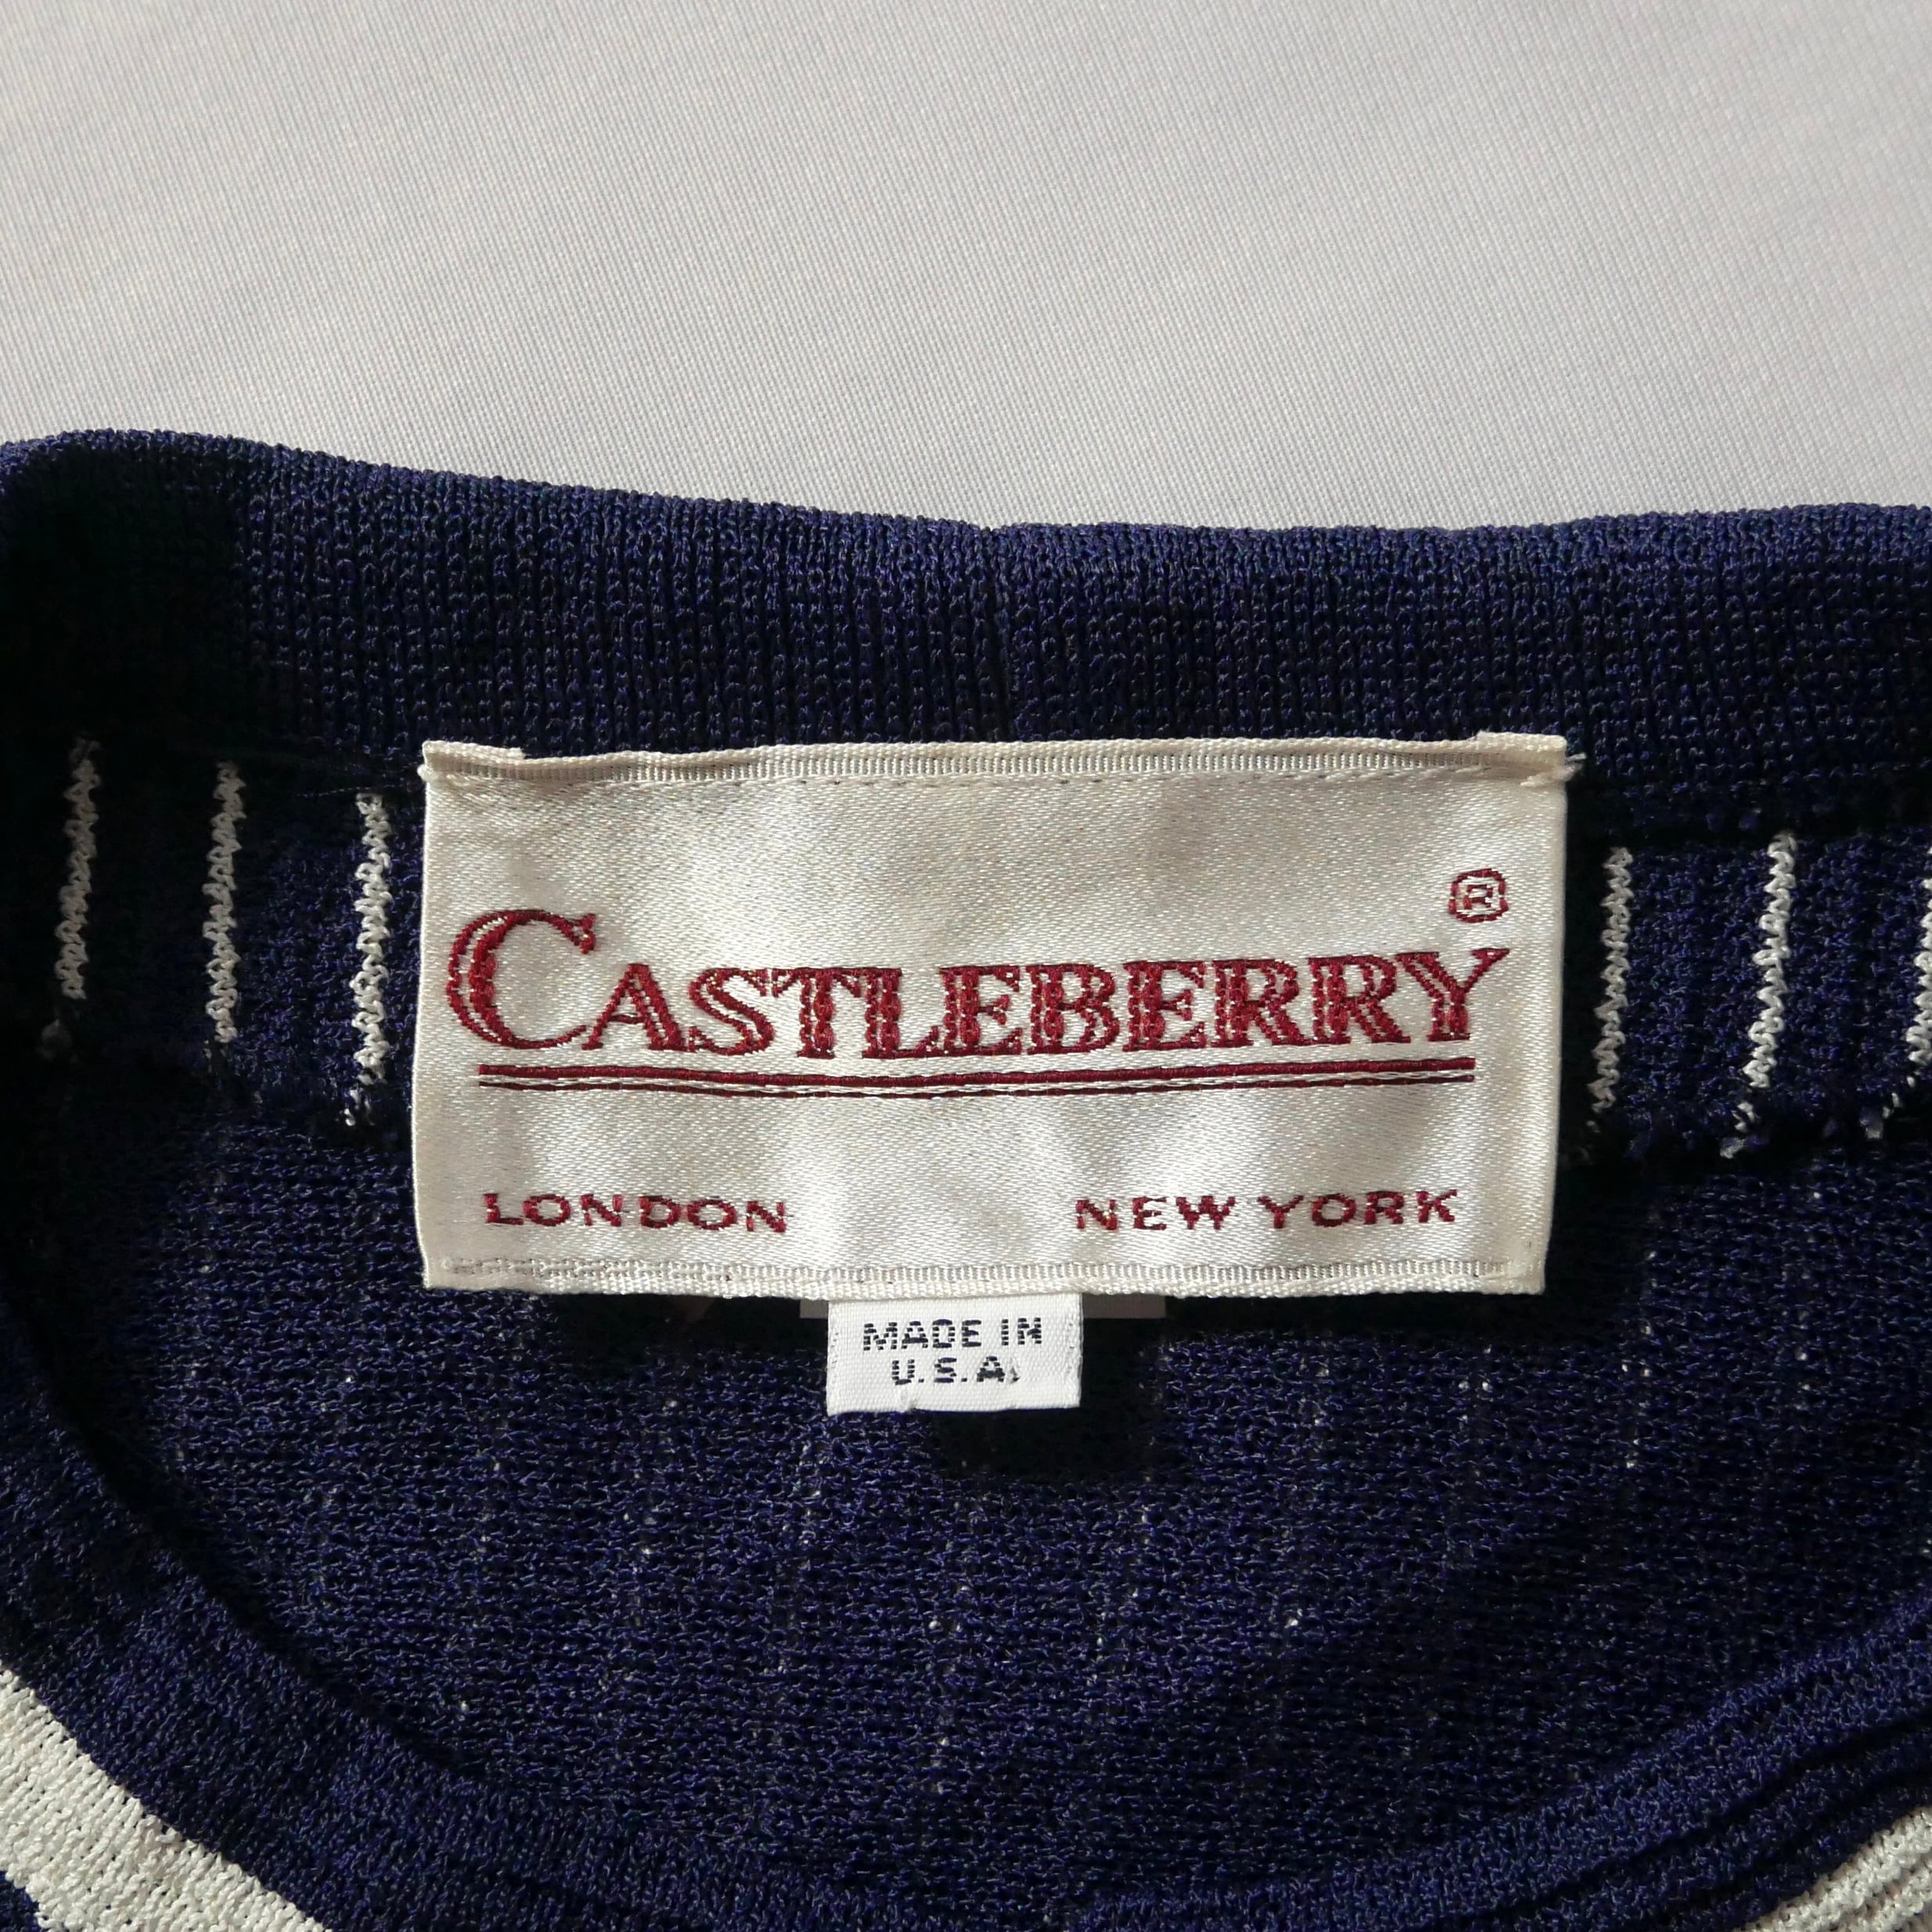 ®
CASTLEBERRY
LONDON NEW YORK
MADE IN
U.S.A.